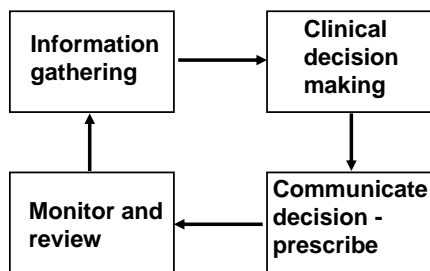 Information
gathering
Clinical
decision
making
Monitor and
review
Communicate
decision -
prescribe